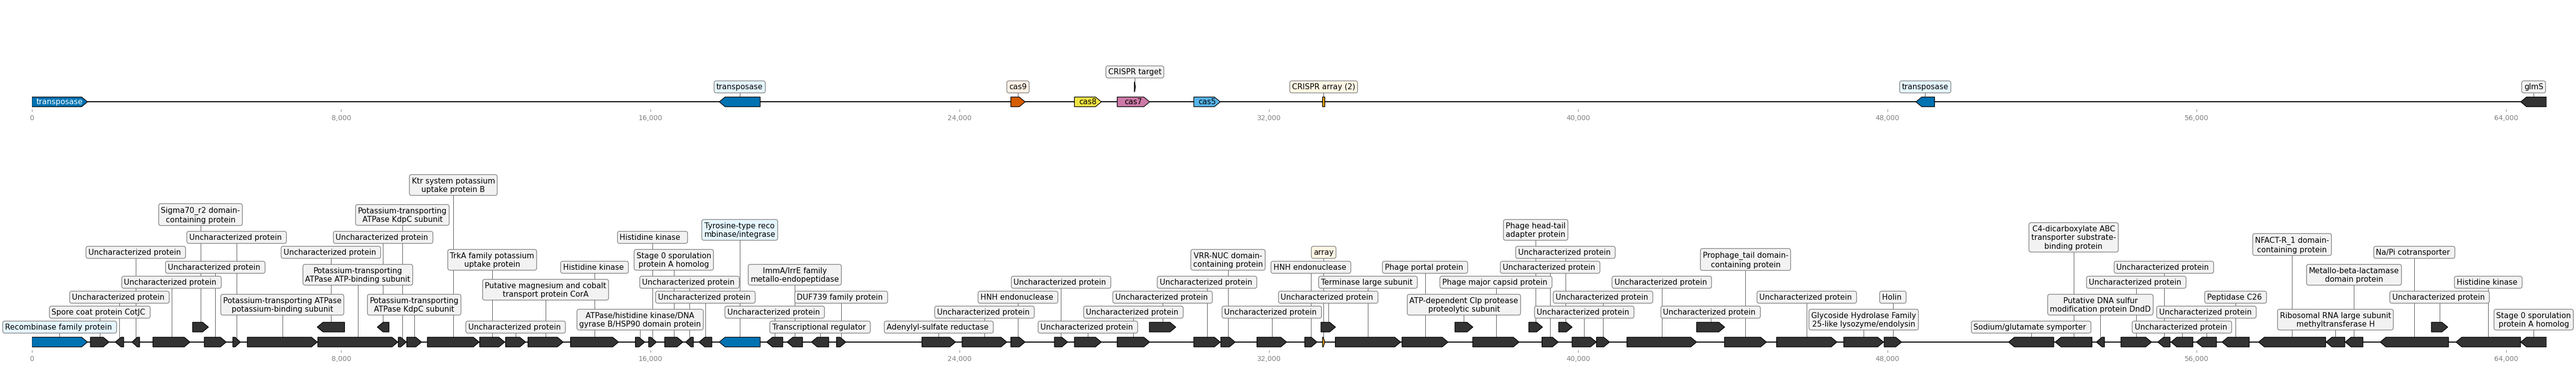 CRISPR target
transposase
cas9
CRISPR array (2)
transposase
glmS
transposase
cas8
cas7
cas5
0
8,000
16,000
24,000
32,000
40,000
48,000
56,000
64,000
Ktr system potassium
uptake protein B
Sigma70_r2 domain-
containing protein
Potassium-transporting
ATPase KdpC subunit
Tyrosine-type reco
mbinase/integrase
Phage head-tail
adapter protein
C4-dicarboxylate ABC
transporter substrate-
binding protein
Uncharacterized protein
Uncharacterized protein
Histidine kinase
NFACT-R_1 domain-
containing protein
Uncharacterized protein
Uncharacterized protein
TrkA family potassium
uptake protein
Stage 0 sporulation
protein A homolog
VRR-NUC domain-
containing protein
array
Uncharacterized protein
Prophage_tail domain-
containing protein
Na/Pi cotransporter
Uncharacterized protein
Potassium-transporting
ATPase ATP-binding subunit
Histidine kinase
ImmA/IrrE family
metallo-endopeptidase
HNH endonuclease
Phage portal protein
Uncharacterized protein
Uncharacterized protein
Metallo-beta-lactamase
domain protein
Uncharacterized protein
Putative magnesium and cobalt
transport protein CorA
Uncharacterized protein
Uncharacterized protein
Uncharacterized protein
Terminase large subunit
Phage major capsid protein
Uncharacterized protein
Uncharacterized protein
Histidine kinase
Uncharacterized protein
Potassium-transporting ATPase
potassium-binding subunit
Potassium-transporting
ATPase KdpC subunit
Uncharacterized protein
DUF739 family protein
HNH endonuclease
Uncharacterized protein
Uncharacterized protein
ATP-dependent Clp protease
proteolytic subunit
Uncharacterized protein
Uncharacterized protein
Holin
Putative DNA sulfur
modification protein DndD
Peptidase C26
Uncharacterized protein
Spore coat protein CotJC
ATPase/histidine kinase/DNA
gyrase B/HSP90 domain protein
Uncharacterized protein
Uncharacterized protein
Uncharacterized protein
Uncharacterized protein
Uncharacterized protein
Uncharacterized protein
Glycoside Hydrolase Family
25-like lysozyme/endolysin
Uncharacterized protein
Ribosomal RNA large subunit
methyltransferase H
Stage 0 sporulation
protein A homolog
Recombinase family protein
Uncharacterized protein
Transcriptional regulator
Adenylyl-sulfate reductase
Uncharacterized protein
Sodium/glutamate symporter
Uncharacterized protein
0
8,000
16,000
24,000
32,000
40,000
48,000
56,000
64,000